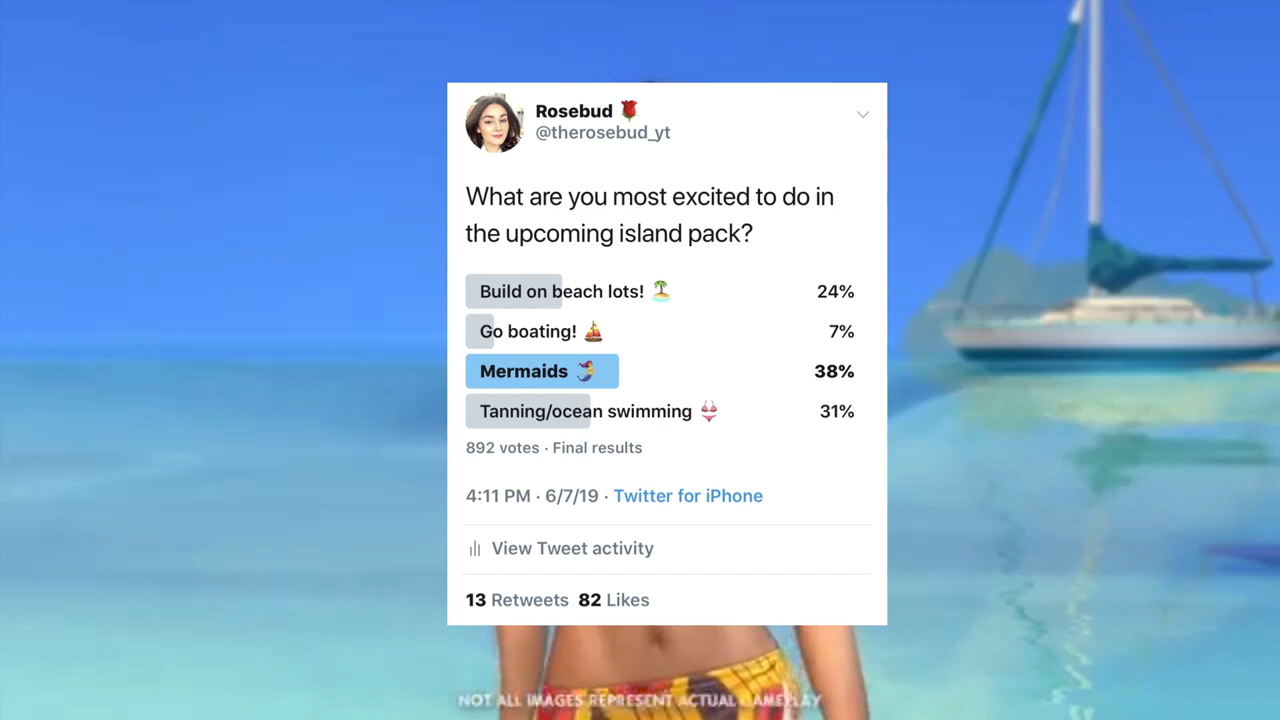 Rosebud 🌹
@therosebud_yt
What are you most excited to do in
the upcoming island pack?
Build on beach lots! 🏝️ 24%
Go boating! ⛵ 7%
Mermaids 🧜‍♀️ 38%
Tanning/ocean swimming 👙 31%
892 votes · Final results
4:11 PM · 6/7/19 · Twitter for iPhone
View Tweet activity
13 Retweets 82 Likes
NOT ALL IMAGES REPRESENT ACTUAL GAMEPLAY